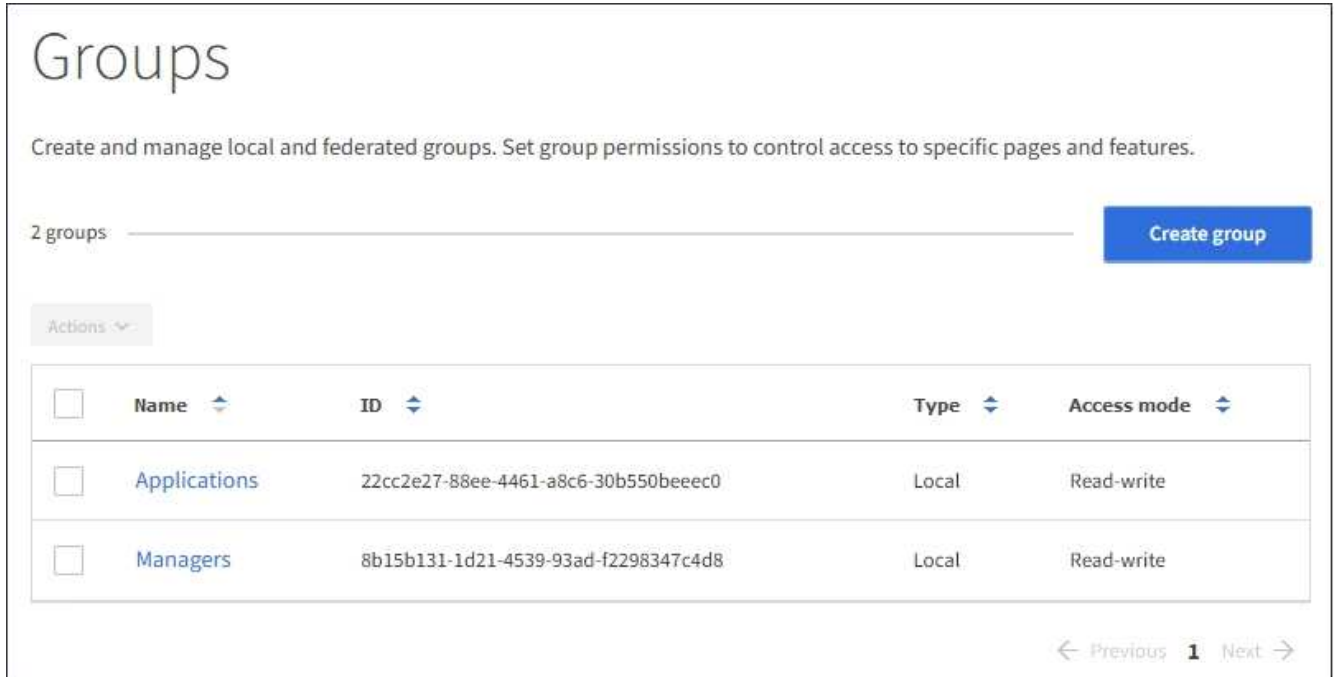 Groups
Create and manage local and federated groups. Set group permissions to control access to specific pages and features.
2 groups
Create group
Actions
Name ID Type Access mode
Applications 22cc2e27-88ee-4461-a8c6-30b550beeec0 Local Read-write
Managers 8b15b131-1d21-4539-93ad-f2298347c4d8 Local Read-write
← Previous 1 Next →